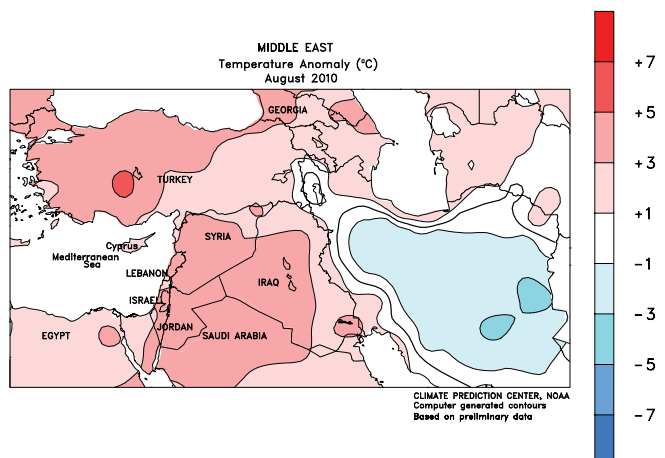 MIDDLE EAST
Temperature Anomaly (°C)
August 2010
GEORGIA
TURKEY
Cyprus
Mediterranean
Sea
SYRIA
LEBANON
ISRAEL
IRAQ
JORDAN
EGYPT
SAUDI ARABIA
+7
+5
+3
+1
-1
-3
-5
-7
CLIMATE PREDICTION CENTER, NOAA
Computer generated contours
Based on preliminary data